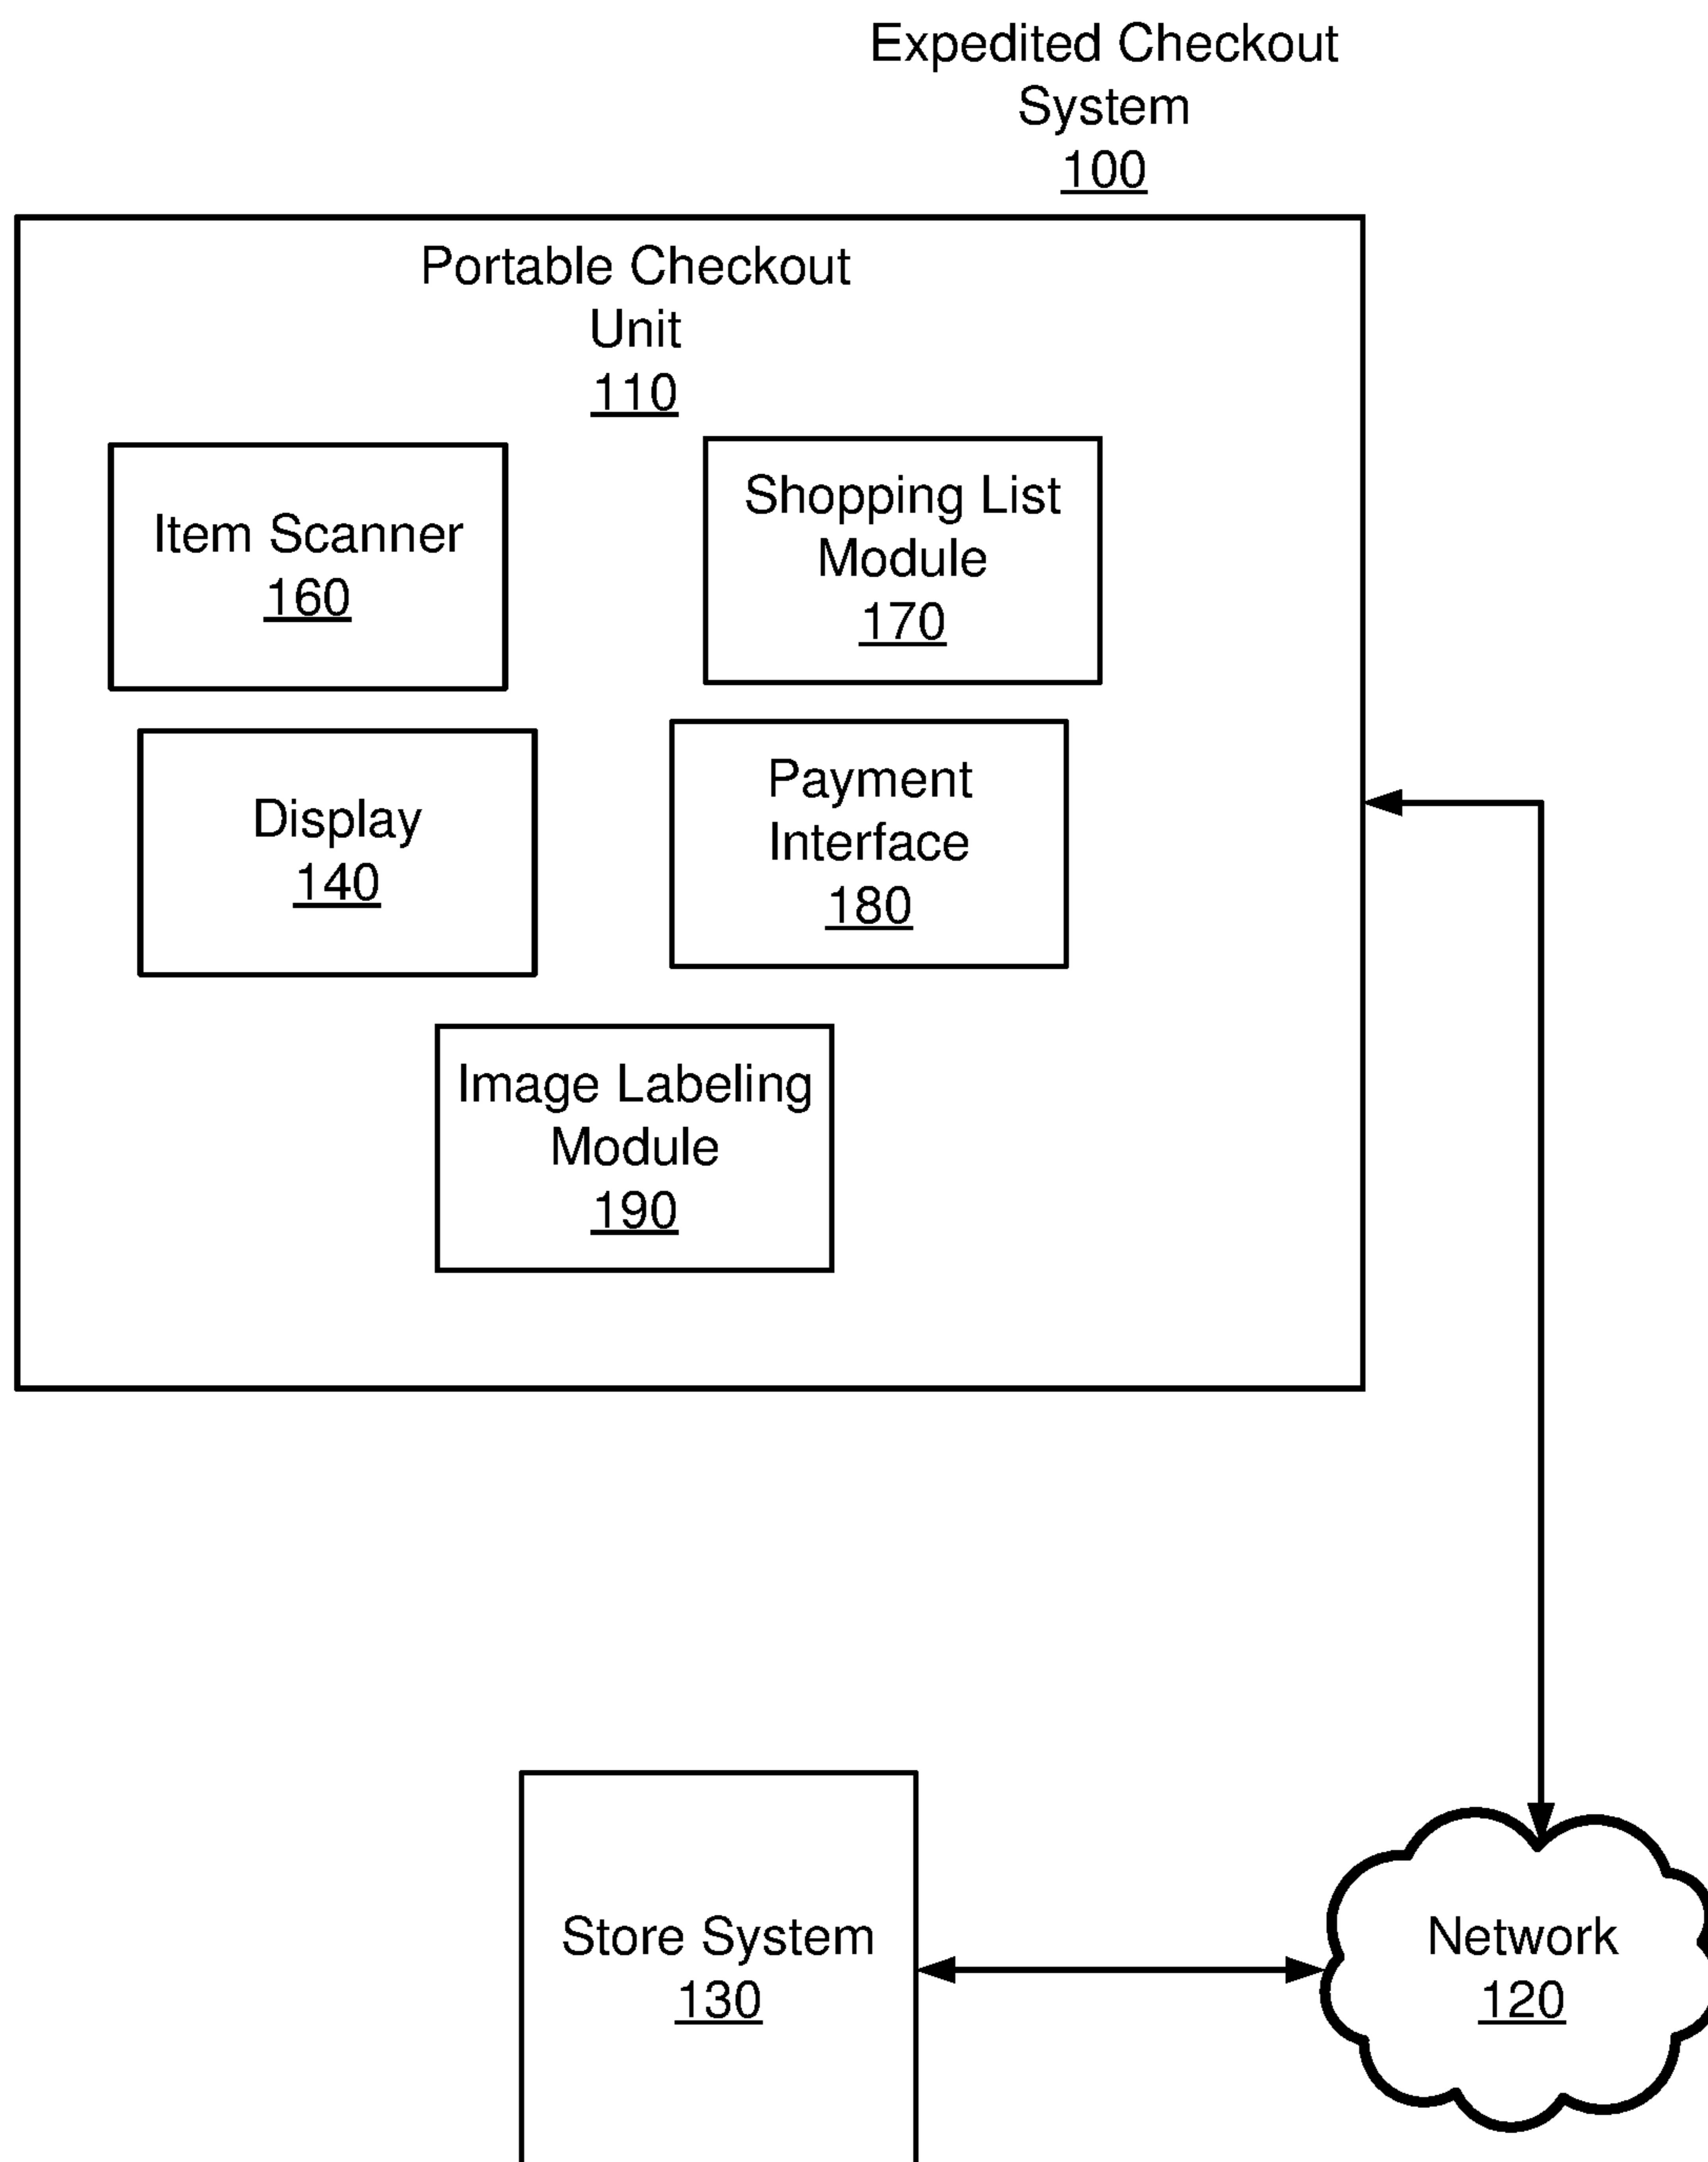 Expedited Checkout
System
100
Portable Checkout
Unit
110
Item Scanner
160
Shopping List
Module
170
Display
140
Payment
Interface
180
Image Labeling
Module
190
Store System
130
Network
120